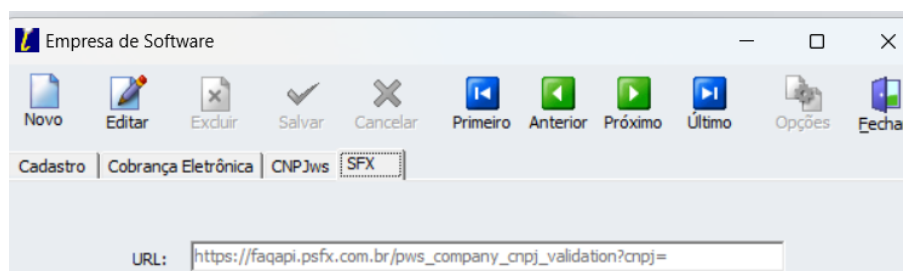 Empresa de Software
Novo Editar Excluir Salvar Cancelar Primeiro Anterior Próximo Último Opções Fecha
Cadastro Cobrança Eletrônica CNPJws SFX
URL: https://faqapi.psfx.com.br/pws_company_cnpj_validation?cnpj=